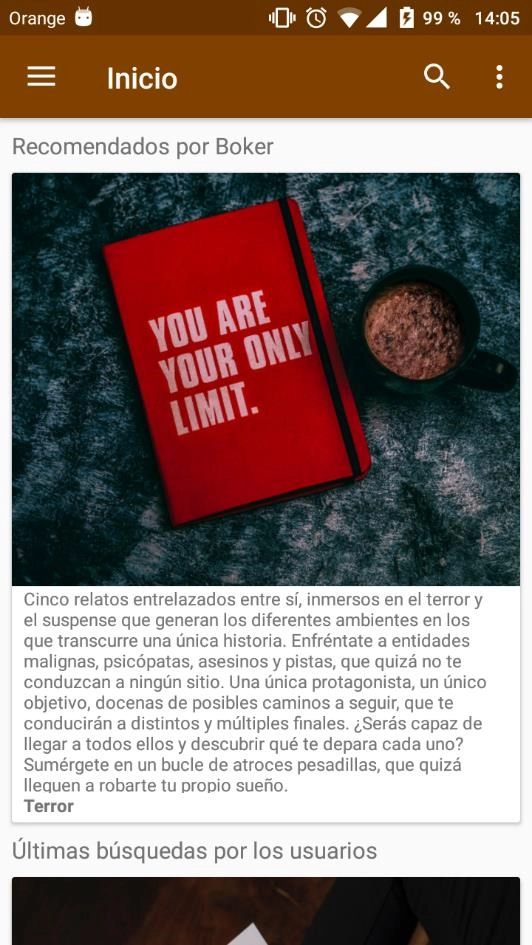 Orange 99 % 14:05
Inicio
Recomendados por Boker
YOU ARE
YOUR ONLY
LIMIT.
Cinco relatos entrelazados entre sí, inmersos en el terror y
el suspense que generan los diferentes ambientes en los
que transcurre una única historia. Enfréntate a entidades
malignas, psicópatas, asesinos y pistas, que quizá no te
conduzcan a ningún sitio. Una única protagonista, un único
objetivo, docenas de posibles caminos a seguir, que te
conducirán a distintos y múltiples finales. ¿Serás capaz de
llegar a todos ellos y descubrir qué te depara cada uno?
Sumérgete en un bucle de atroces pesadillas, que quizá
lleguen a robarte tu propio sueño.
Terror
Últimas búsquedas por los usuarios